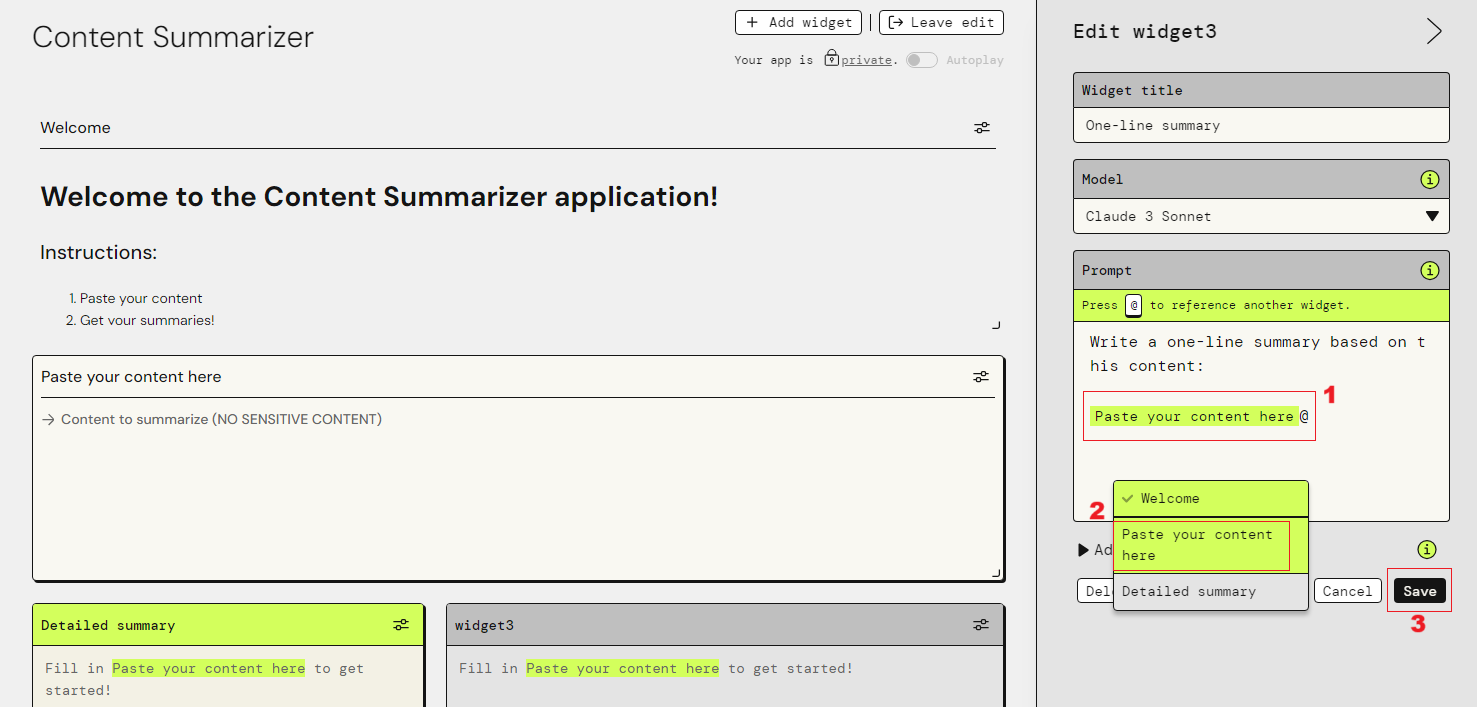 Content Summarizer
+ Add widget
Leave edit
Your app is private. Autoplay
Welcome
Welcome to the Content Summarizer application!
Instructions:
1. Paste your content
2. Get your summaries!
Paste your content here
→ Content to summarize (NO SENSITIVE CONTENT)
Detailed summary
Fill in Paste your content here to get
started!
widget3
Fill in Paste your content here to get started!
Edit widget3
Widget title
One-line summary
Model
Claude 3 Sonnet
Prompt
Press @ to reference another widget.
Write a one-line summary based on t
his content:
Paste your content here @
1
2
Welcome
Paste your content
here
Detailed summary
Ad
Del
Cancel
Save
3